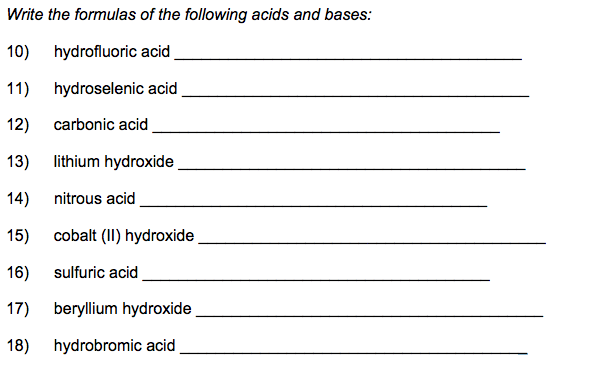 Write the formulas of the following acids and bases:
10) hydrofluoric acid
11) hydroselenic acid
12) carbonic acid
13) lithium hydroxide
14) nitrous acid
15) cobalt (II) hydroxide
16) sulfuric acid
17) beryllium hydroxide
18) hydrobromic acid